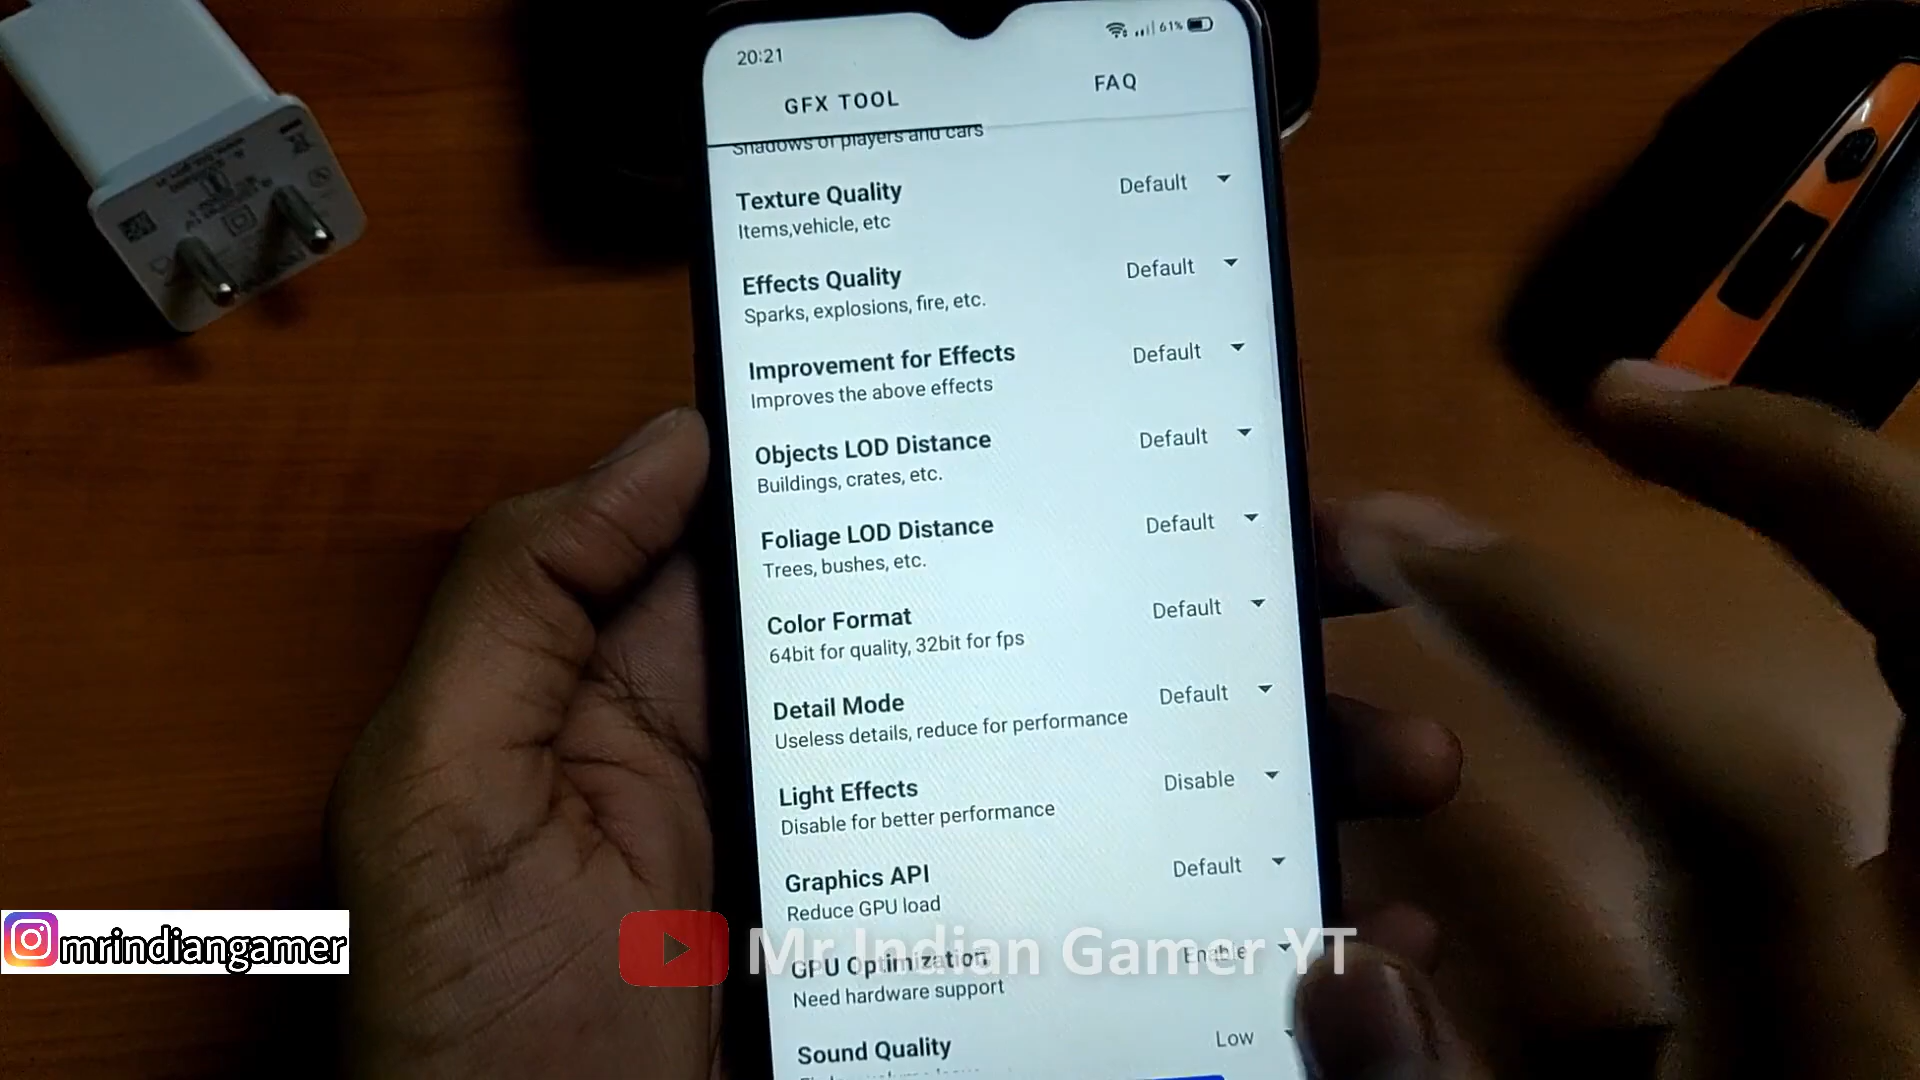 20:21
61%
GFX TOOL
FAQ
Shadows of players and cars
Texture Quality
Default
Items,vehicle, etc
Effects Quality
Default
Sparks, explosions, fire, etc.
Improvement for Effects
Default
Improves the above effects
Objects LOD Distance
Default
Buildings, crates, etc.
Foliage LOD Distance
Default
Trees, bushes, etc.
Color Format
Default
64bit for quality, 32bit for fps
Detail Mode
Default
Useless details, reduce for performance
Light Effects
Disable
Disable for better performance
Graphics API
Default
Reduce GPU load
GPU Optimization
Enable
Need hardware support
Sound Quality
Low
mrindiangamer
Mr Indian Gamer YT